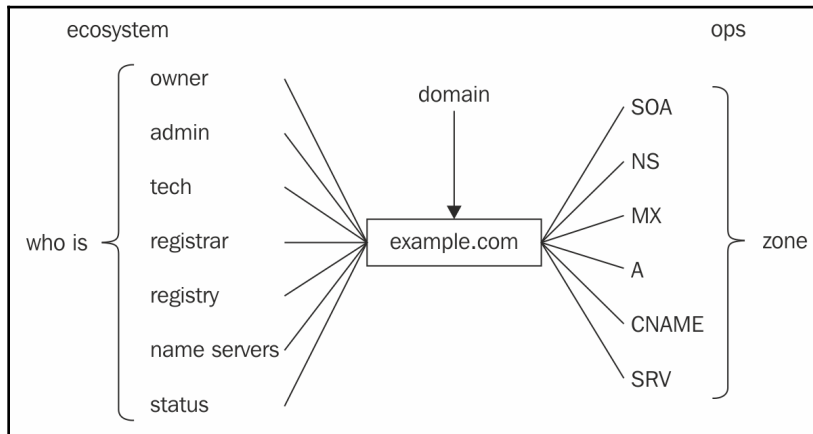 ecosystem
ops
owner
admin
tech
registrar
registry
name servers
status
who is
domain
example.com
SOA
NS
MX
A
CNAME
SRV
zone